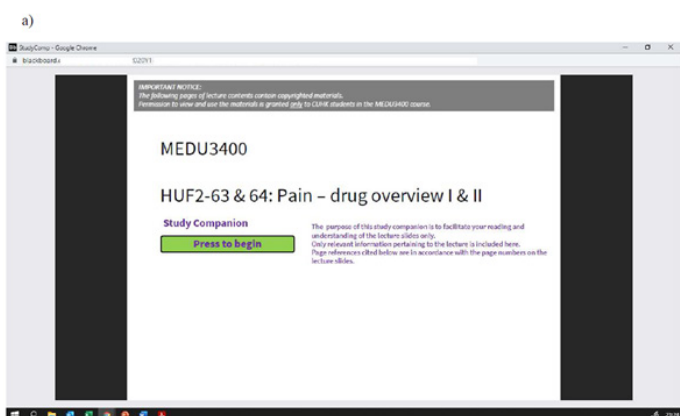 a)
StudyComp - Google Chrome
blackboard.
IMPORTANT NOTICE:
The following pages of lecture contents contain copyrighted materials.
Permission to view and use the materials is granted only to CUHK students in the MEDU3400 course.
MEDU3400
HUF2-63 & 64: Pain – drug overview I & II
Study Companion
Press to begin
The purpose of this study companion is to facilitate your reading and
understanding of the lecture slides only.
Only relevant information pertaining to the lecture is included here.
Page references cited below are in accordance with the page numbers on the
lecture slides.